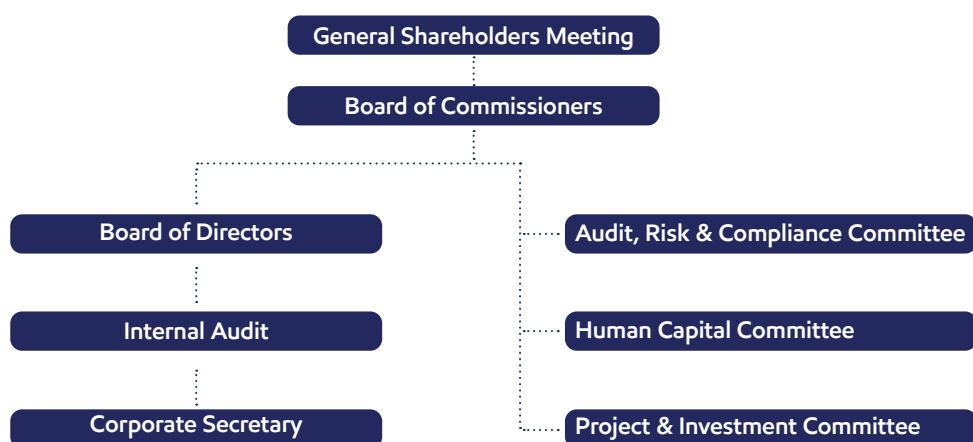 General Shareholders Meeting
Board of Commissioners
Board of Directors
Audit, Risk & Compliance Committee
Internal Audit
Human Capital Committee
Corporate Secretary
Project & Investment Committee